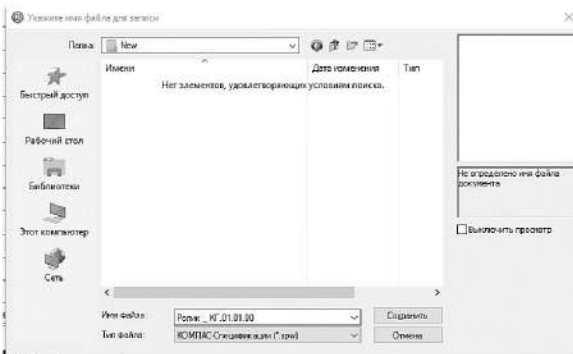 Укажите имя файла для записи
Папка: New
Имени Дата изменения Тип
Нет элементов, удовлетворяющих условиям поиска.
Быстрый доступ
Рабочий стол
Библиотеки
Этот компьютер
Сеть
Не определено имя файла
документа
Выключить просмотр
Имя файла: Ролик _ КГ.01.01.00 Сохранить
Тип файла: КОМПАС-Спецификации (*.spw) Отмена